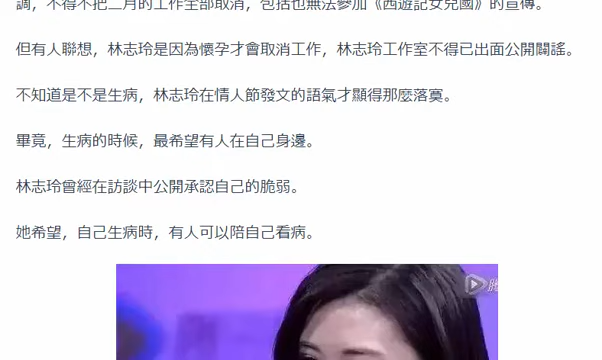 調，不得不把二月的工作全部取消，包括也無法參加《西遊記女兒國》的宣傳。
但有人聯想，林志玲是因為懷孕才會取消工作，林志玲工作室不得已出面公開闢謠。
不知道是不是生病，林志玲在情人節發文的語氣才顯得那麼落寞。
畢竟，生病的時候，最希望有人在自己身邊。
林志玲曾經在訪談中公開承認自己的脆弱。
她希望，自己生病時，有人可以陪自己看病。